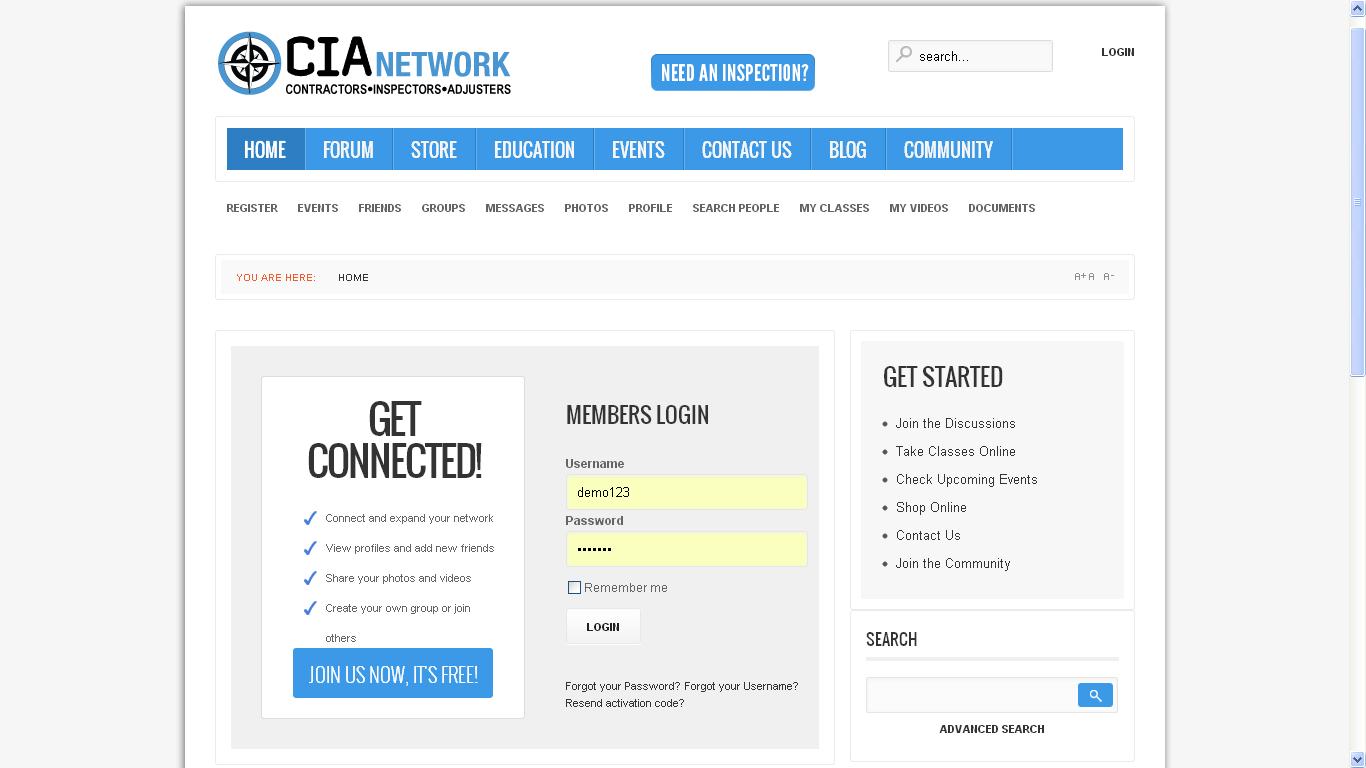 CIA NETWORK
CONTRACTORS•INSPECTORS•ADJUSTERS
NEED AN INSPECTION?
search...
LOGIN
HOME FORUM STORE EDUCATION EVENTS CONTACT US BLOG COMMUNITY
REGISTER EVENTS FRIENDS GROUPS MESSAGES PHOTOS PROFILE SEARCH PEOPLE MY CLASSES MY VIDEOS DOCUMENTS
YOU ARE HERE: HOME
A+ A A-
GET
CONNECTED!
Connect and expand your network
View profiles and add new friends
Share your photos and videos
Create your own group or join
others
JOIN US NOW, IT'S FREE!
MEMBERS LOGIN
Username
demo123
Password
•••••••
Remember me
LOGIN
Forgot your Password? Forgot your Username?
Resend activation code?
GET STARTED
Join the Discussions
Take Classes Online
Check Upcoming Events
Shop Online
Contact Us
Join the Community
SEARCH
ADVANCED SEARCH